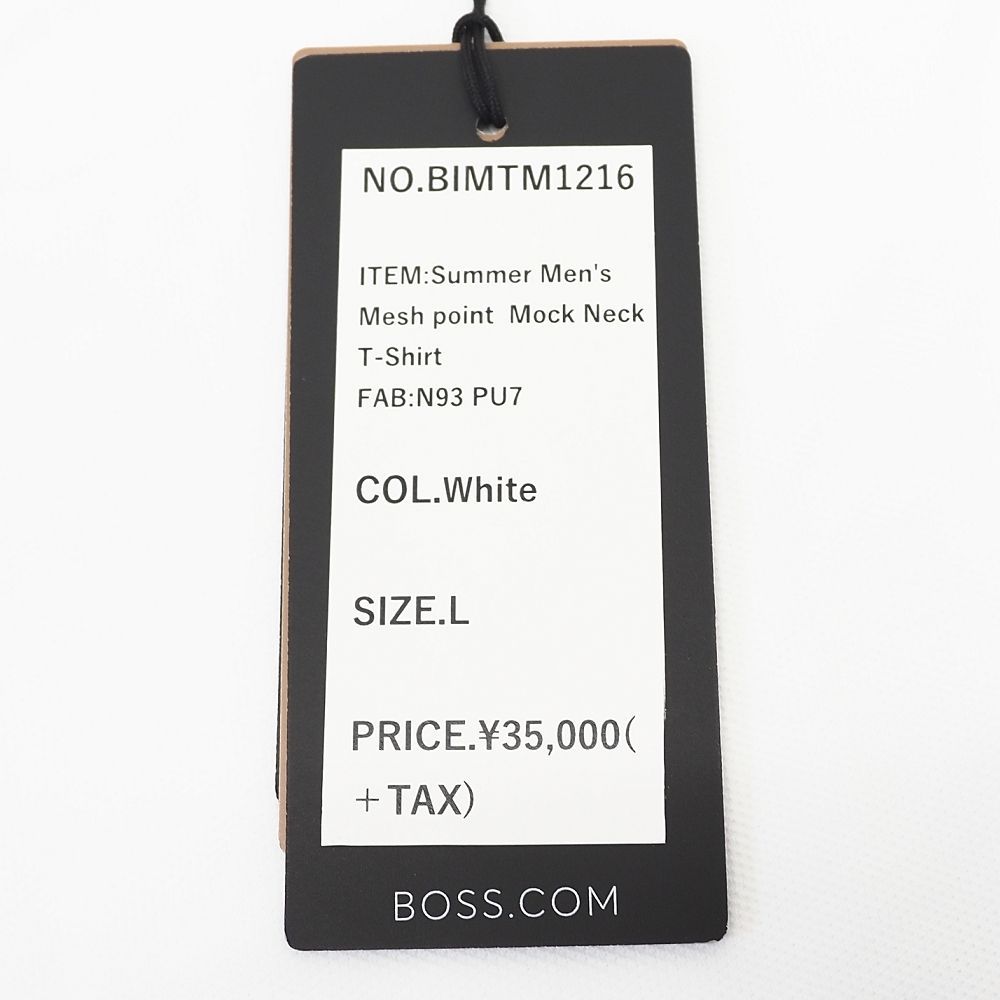 NO.BIMTM1216
ITEM:Summer Men's
Mesh point Mock Neck
T-Shirt
FAB:N93 PU7
COL.White
SIZE.L
PRICE.¥35,000(
+TAX)
BOSS.COM